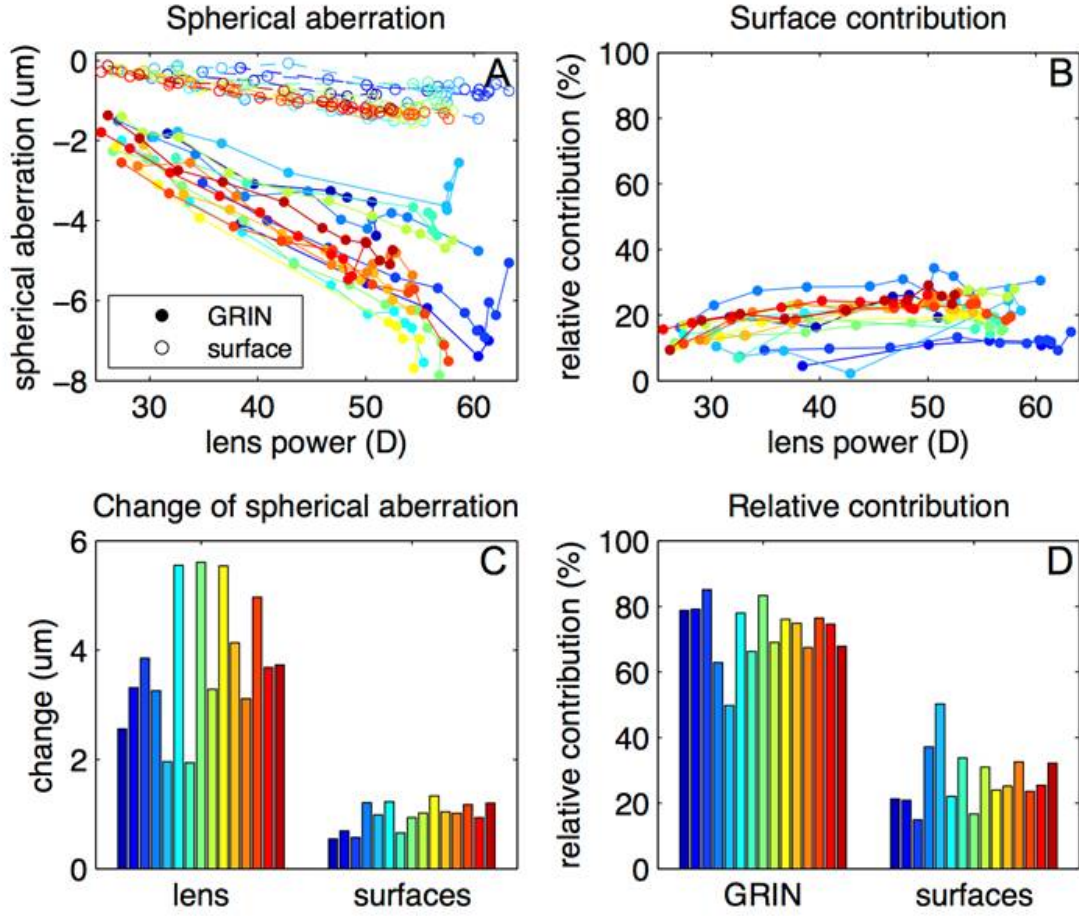 Spherical aberration
spherical aberration (um)
0
−2
−4
−6
−8
A
GRIN
surface
30 40 50 60
lens power (D)
Surface contribution
relative contribution (%)
100
80
60
40
20
0
B
30 40 50 60
lens power (D)
Change of spherical aberration
change (um)
6
4
2
0
C
lens surfaces
Relative contribution
relative contribution (%)
100
80
60
40
20
0
D
GRIN surfaces